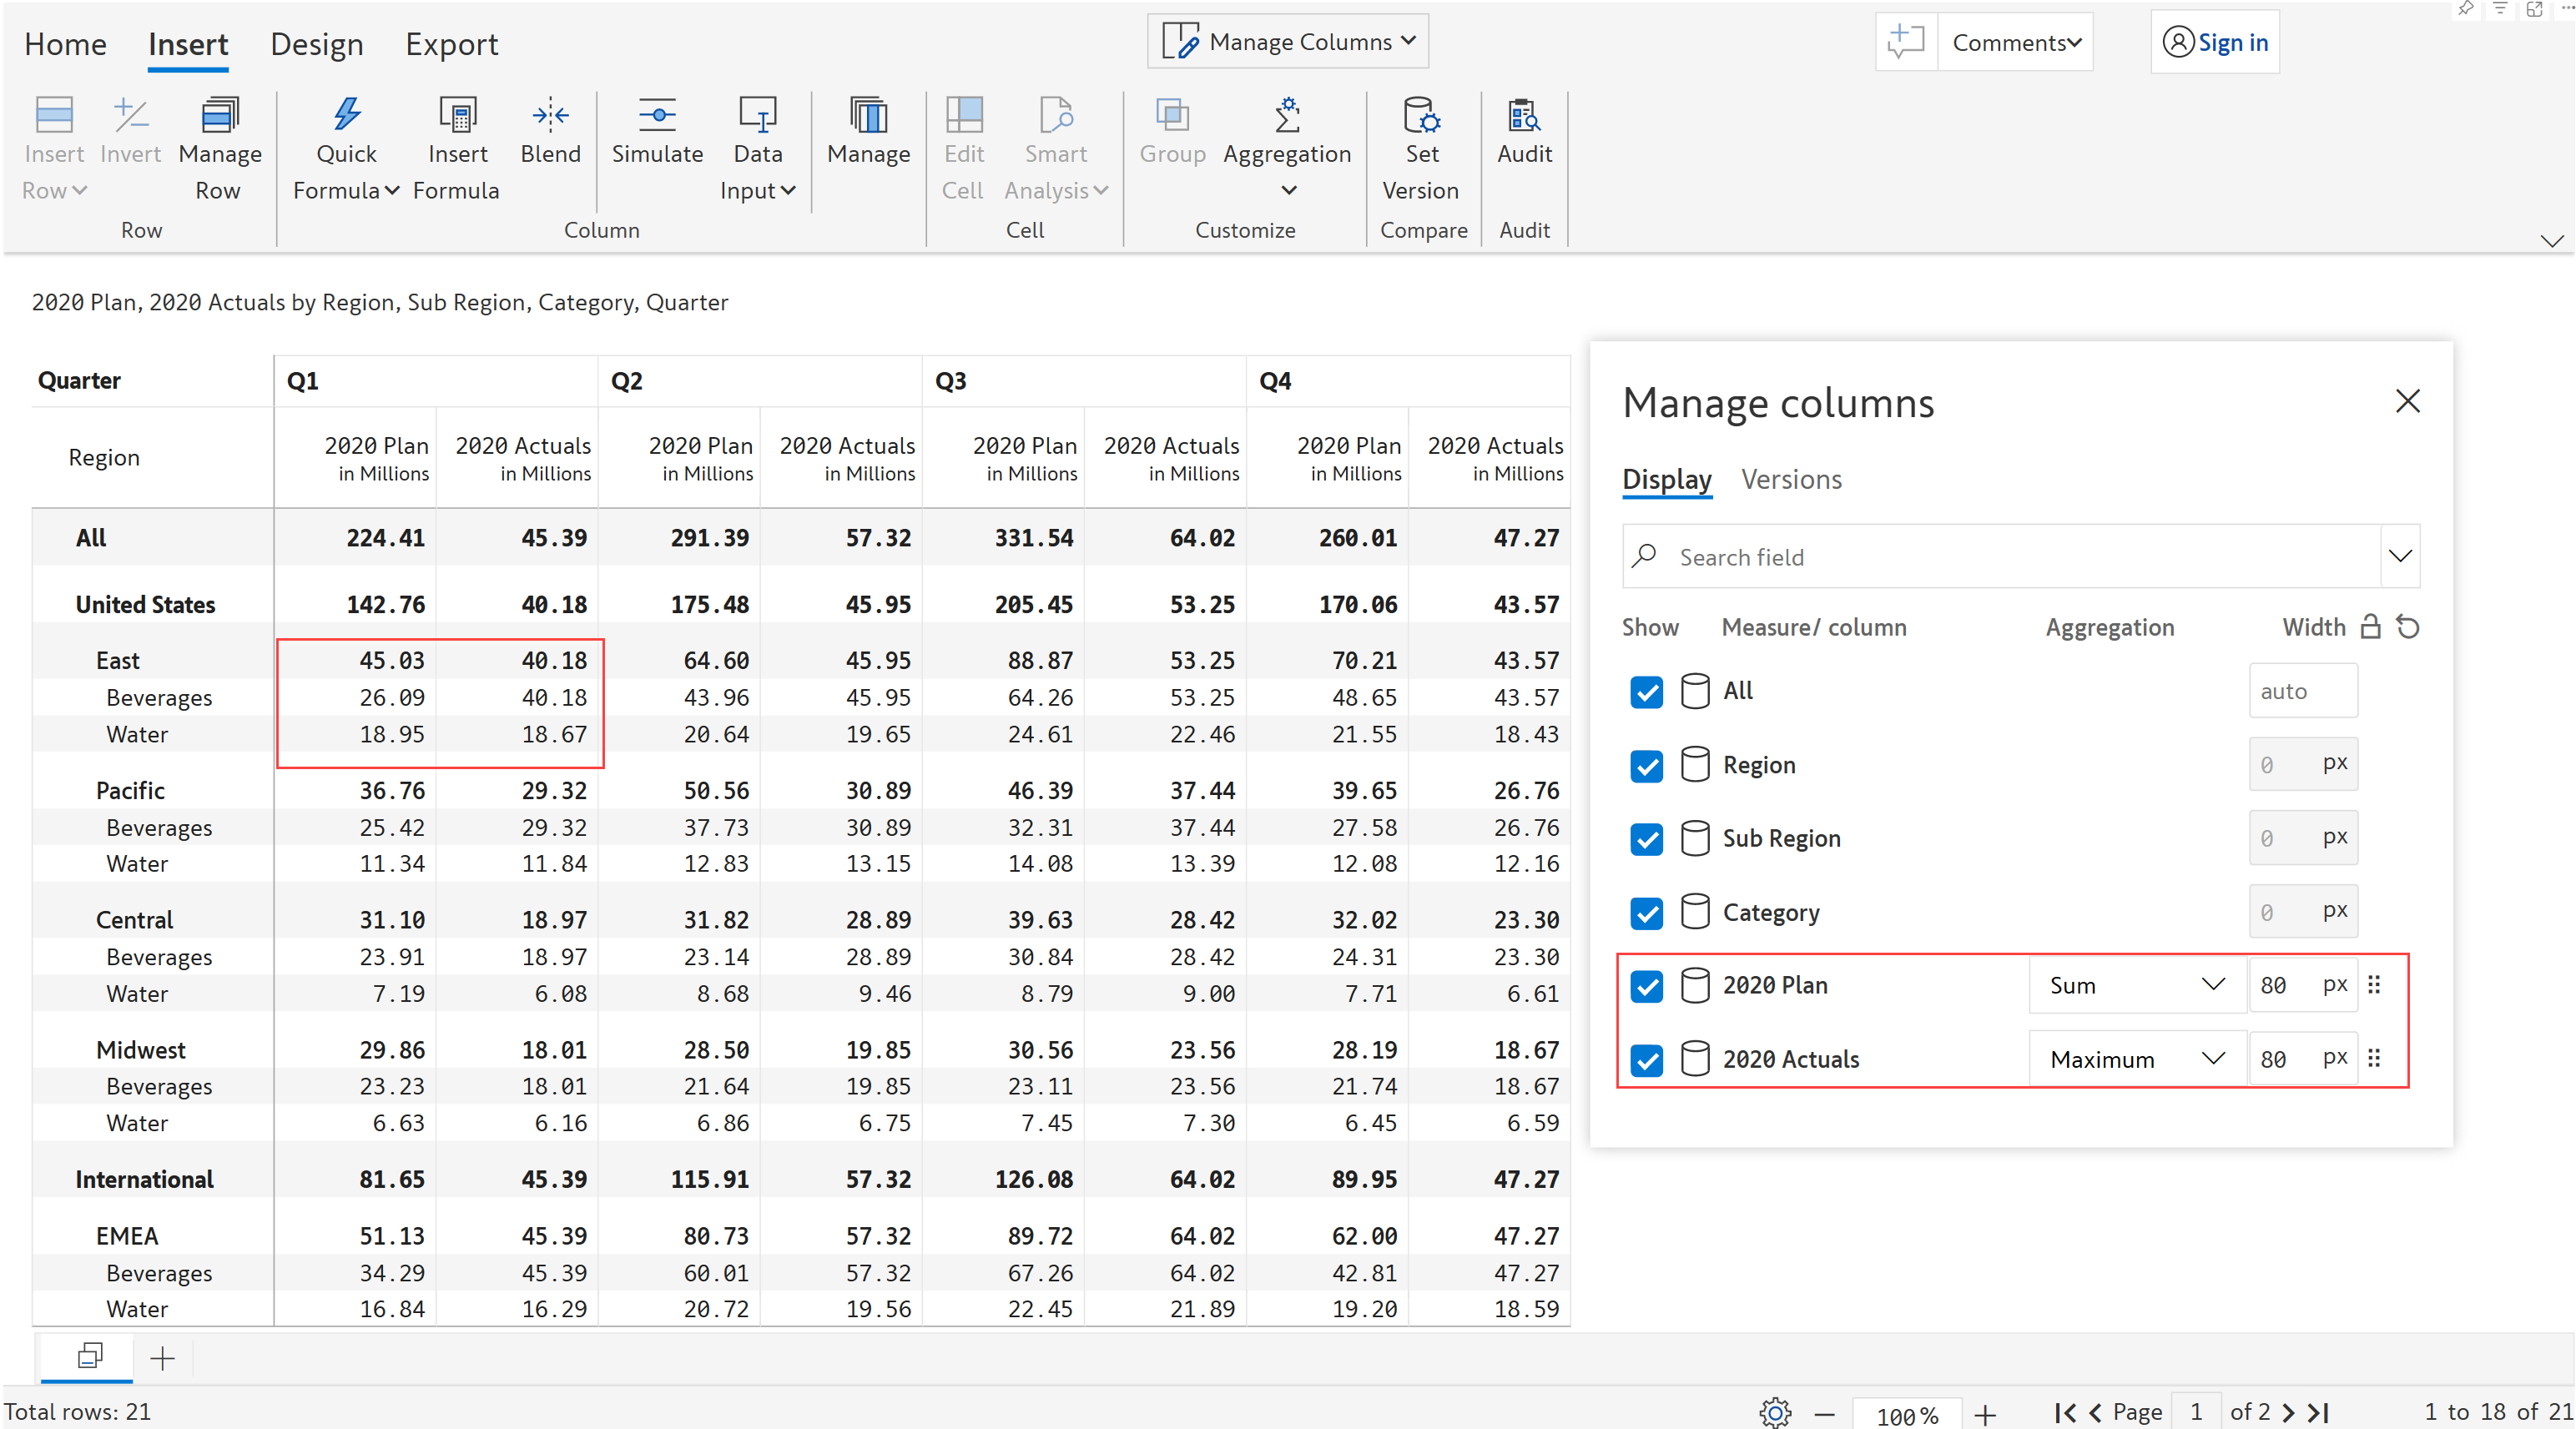 Home Insert Design Export Manage Columns Comments Sign in
Insert Row Invert Manage Row Quick Formula Insert Formula Blend Simulate Data Input Manage Edit Cell Smart Analysis Group Aggregation Set Version Audit
Row Column Cell Customize Compare Audit
2020 Plan, 2020 Actuals by Region, Sub Region, Category, Quarter
Quarter Q1 Q2 Q3 Q4
Region 2020 Plan in Millions 2020 Actuals in Millions 2020 Plan in Millions 2020 Actuals in Millions 2020 Plan in Millions 2020 Actuals in Millions 2020 Plan in Millions 2020 Actuals in Millions
All 224.41 45.39 291.39 57.32 331.54 64.02 260.01 47.27
United States 142.76 40.18 175.48 45.95 205.45 53.25 170.06 43.57
East 45.03 40.18 64.60 45.95 88.87 53.25 70.21 43.57
Beverages 26.09 40.18 43.96 45.95 64.26 53.25 48.65 43.57
Water 18.95 18.67 20.64 19.65 24.61 22.46 21.55 18.43
Pacific 36.76 29.32 50.56 30.89 46.39 37.44 39.65 26.76
Beverages 25.42 29.32 37.73 30.89 32.31 37.44 27.58 26.76
Water 11.34 11.84 12.83 13.15 14.08 13.39 12.08 12.16
Central 31.10 18.97 31.82 28.89 39.63 28.42 32.02 23.30
Beverages 23.91 18.97 23.14 28.89 30.84 28.42 24.31 23.30
Water 7.19 6.08 8.68 9.46 8.79 9.00 7.71 6.61
Midwest 29.86 18.01 28.50 19.85 30.56 23.56 28.19 18.67
Beverages 23.23 18.01 21.64 19.85 23.11 23.56 21.74 18.67
Water 6.63 6.16 6.86 6.75 7.45 7.30 6.45 6.59
International 81.65 45.39 115.91 57.32 126.08 64.02 89.95 47.27
EMEA 51.13 45.39 80.73 57.32 89.72 64.02 62.00 47.27
Beverages 34.29 45.39 60.01 57.32 67.26 64.02 42.81 47.27
Water 16.84 16.29 20.72 19.56 22.45 21.89 19.20 18.59
Manage columns
Display Versions
Search field
Show Measure/ column Aggregation Width
All auto
Region 0 px
Sub Region 0 px
Category 0 px
2020 Plan Sum 80 px
2020 Actuals Maximum 80 px
Total rows: 21 100 % Page 1 of 2 1 to 18 of 21